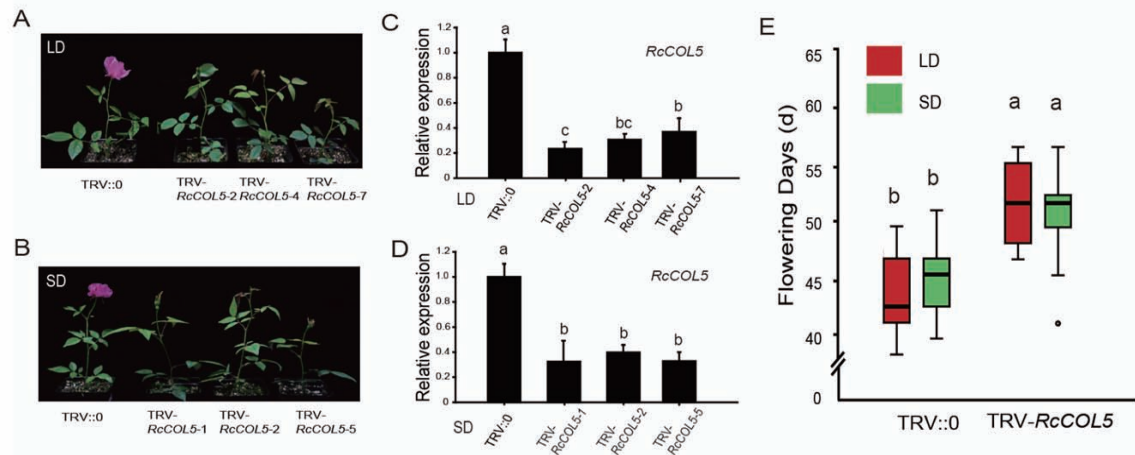 A
LD
TRV::0
TRV-
RcCOL5-2
TRV-
RcCOL5-4
TRV-
RcCOL5-7
B
SD
TRV::0
TRV-
RcCOL5-1
TRV-
RcCOL5-2
TRV-
RcCOL5-5
C
1.2
1.0
0.8
0.6
0.4
0.2
0.0
Relative expression
RcCOL5
a
c
bc
b
LD
TRV::0
TRV-
RcCOL5-2
TRV-
RcCOL5-4
TRV-
RcCOL5-7
D
1.2
1.0
0.8
0.6
0.4
0.2
0.0
Relative expression
RcCOL5
a
b
b
b
SD
TRV::0
TRV-
RcCOL5-1
TRV-
RcCOL5-2
TRV-
RcCOL5-5
E
65
60
55
50
45
40
0
Flowering Days (d)
LD
SD
b
b
a
a
TRV::0
TRV-RcCOL5